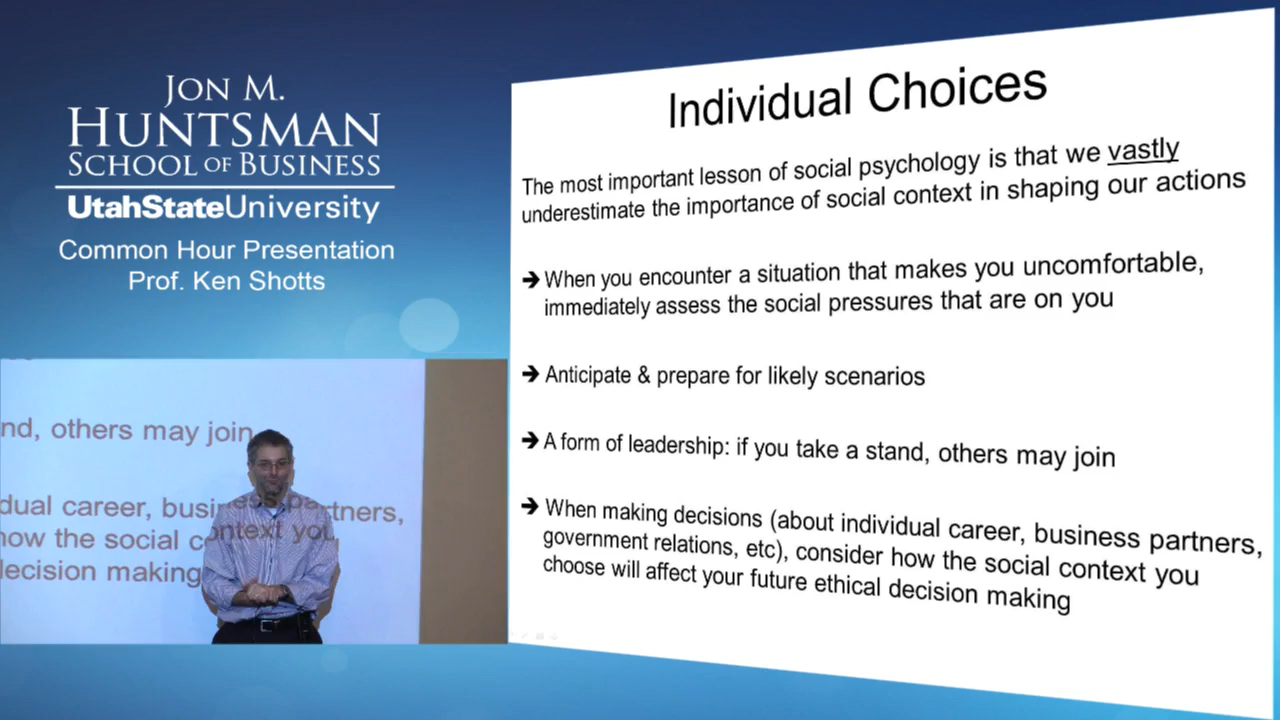 JON M.
HUNTSMAN
SCHOOL OF BUSINESS
UtahStateUniversity
Common Hour Presentation
Prof. Ken Shotts
Individual Choices
The most important lesson of social psychology is that we vastly
underestimate the importance of social context in shaping our actions
➔ When you encounter a situation that makes you uncomfortable,
immediately assess the social pressures that are on you
➔ Anticipate & prepare for likely scenarios
➔ A form of leadership: if you take a stand, others may join
➔ When making decisions (about individual career, business partners,
government relations, etc), consider how the social context you
choose will affect your future ethical decision making
nd, others may join
dual career, business partners,
now the social context you
decision making